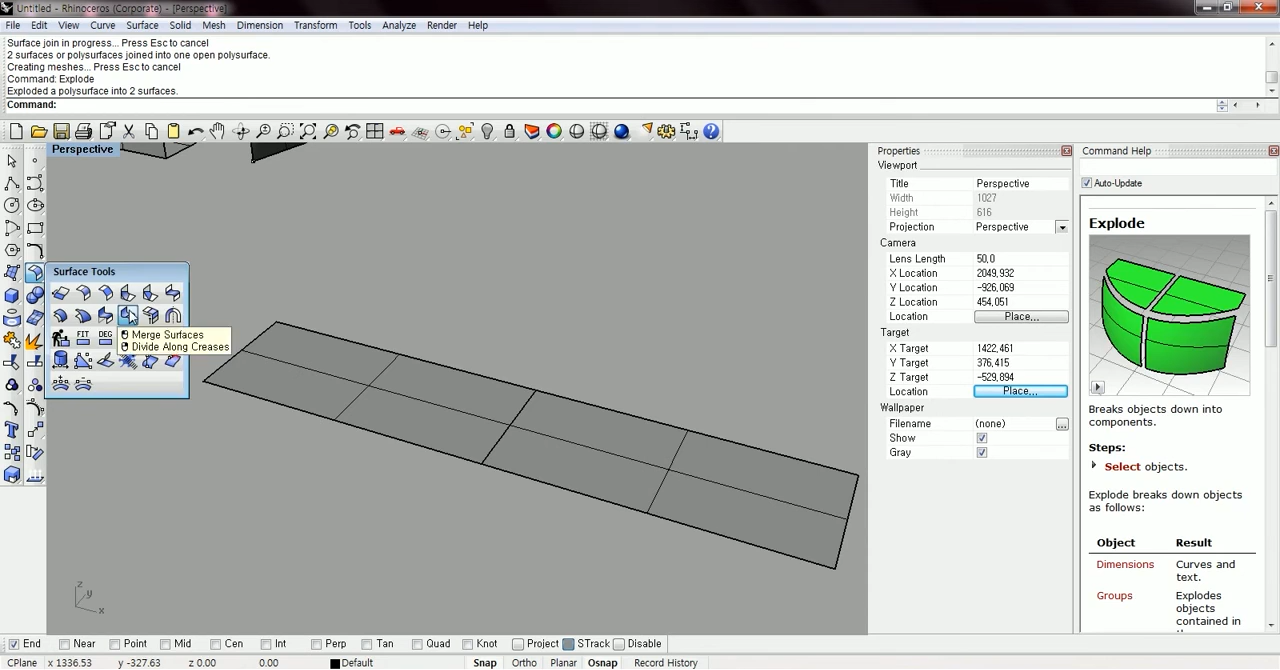 Untitled - Rhinoceros (Corporate) - [Perspective]
File Edit View Curve Surface Solid Mesh Dimension Transform Tools Analyze Render Help
Surface join in progress... Press Esc to cancel
2 surfaces or polysurfaces joined into one open polysurface.
Creating meshes... Press Esc to cancel
Command: Explode
Exploded a polysurface into 2 surfaces.
Command:
Perspective
Surface Tools
FIT DEG
Merge Surfaces
Divide Along Creases
z
y
x
Properties
Viewport
Title Perspective
Width 1027
Height 616
Projection Perspective
Camera
Lens Length 50,0
X Location 2049,932
Y Location -926,069
Z Location 454,051
Location Place...
Target
X Target 1422,461
Y Target 376,415
Z Target -529,894
Location Place...
Wallpaper
Filename (none) ...
Show
Gray
Command Help
Auto-Update
Explode
Breaks objects down into
components.
Steps:
Select objects.
Explode breaks down objects
as follows:
Object Result
Dimensions Curves and
text.
Groups Explodes
objects
contained in
End Near Point Mid Cen Int Perp Tan Quad Knot Project STrack Disable
CPlane x 1336.53 y -327.63 z 0.00 0.00 Default Snap Ortho Planar Osnap Record History